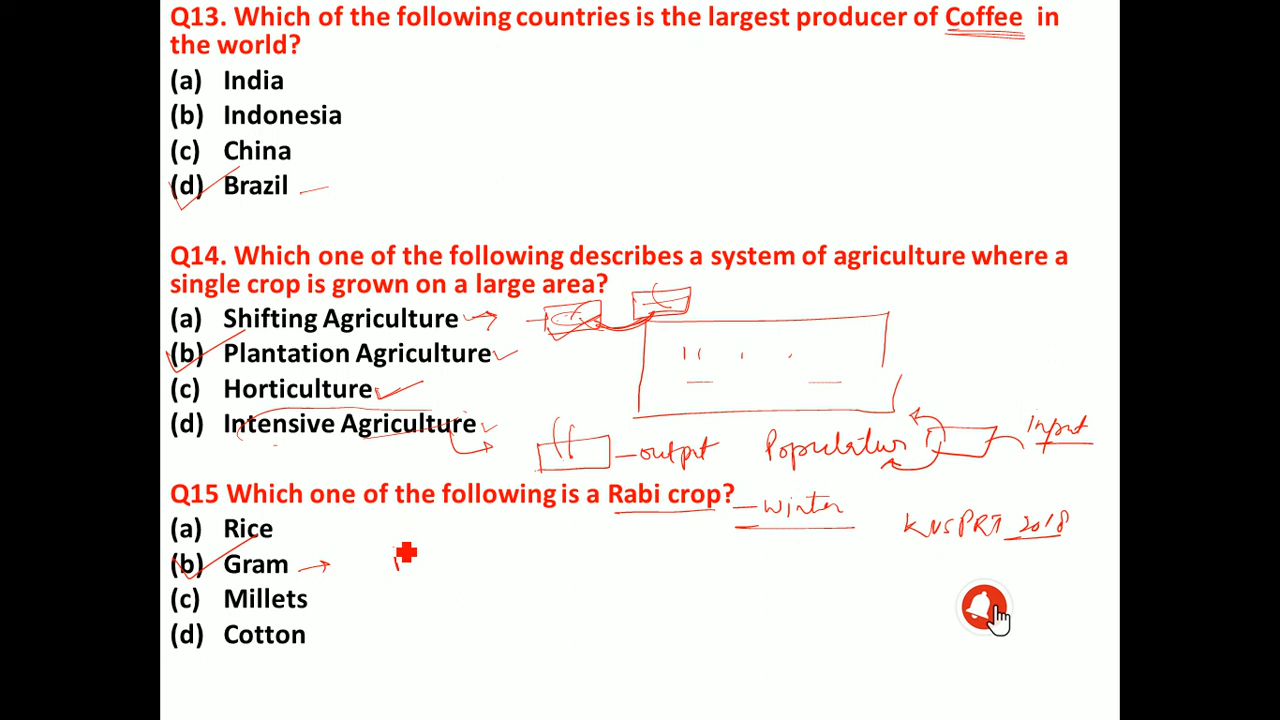 Q13. Which of the following countries is the largest producer of Coffee in
the world?
(a) India
(b) Indonesia
(c) China
(d) Brazil
Q14. Which one of the following describes a system of agriculture where a
single crop is grown on a large area?
(a) Shifting Agriculture
(b) Plantation Agriculture
(c) Horticulture
(d) Intensive Agriculture
output
Population
input
Q15 Which one of the following is a Rabi crop?
winter
(a) Rice
KVSPRT 2018
(b) Gram
(c) Millets
(d) Cotton